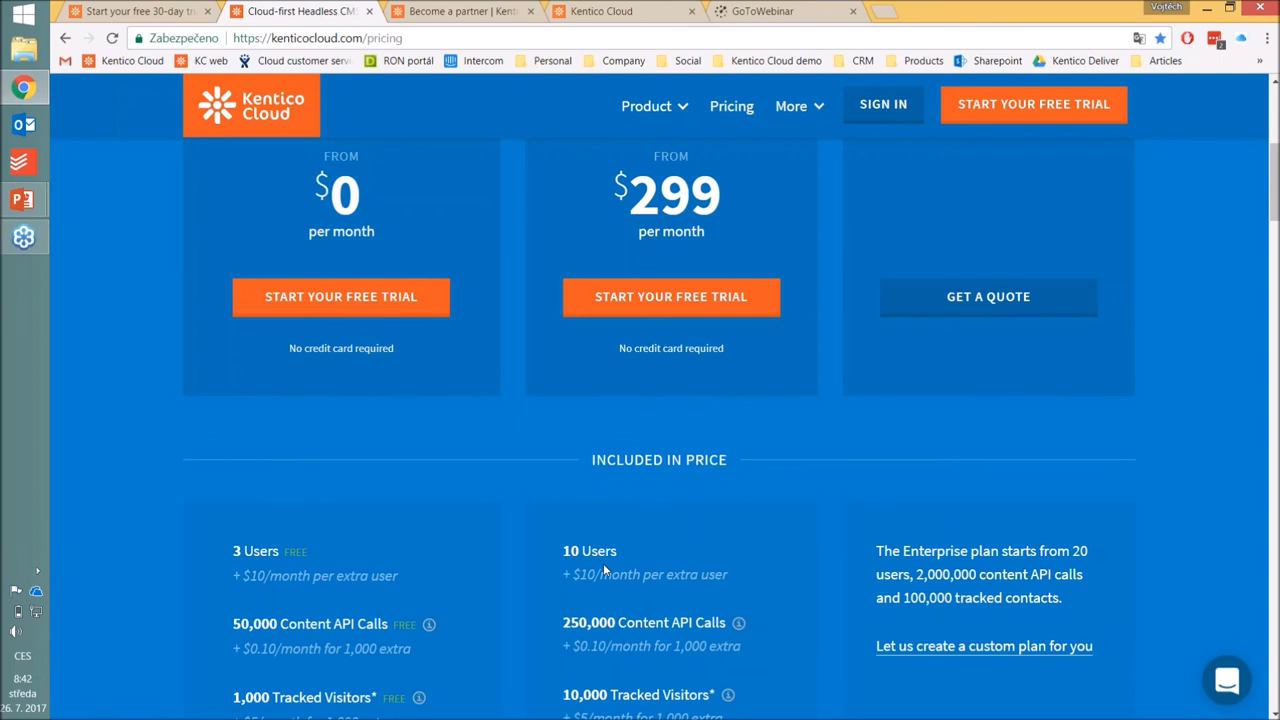 Start your free 30-day tr
Cloud-first Headless CM
Become a partner | Kent
Kentico Cloud
GoToWebinar
Vojtěch
Zabezpečeno
https://kenticocloud.com/pricing
2
Kentico Cloud
KC web
Cloud customer servi
RON portál
Intercom
Personal
Company
Social
Kentico Cloud demo
CRM
Products
Sharepoint
Kentico Deliver
Articles
»
Kentico
Cloud
Product
Pricing
More
SIGN IN
START YOUR FREE TRIAL
FROM
$0
per month
START YOUR FREE TRIAL
No credit card required
FROM
$299
per month
START YOUR FREE TRIAL
No credit card required
GET A QUOTE
INCLUDED IN PRICE
3 Users FREE
+ $10/month per extra user
50,000 Content API Calls FREE
+ $0.10/month for 1,000 extra
1,000 Tracked Visitors* FREE
10 Users
+ $10/month per extra user
250,000 Content API Calls
+ $0.10/month for 1,000 extra
10,000 Tracked Visitors*
+ $5/month for 1,000 extra
The Enterprise plan starts from 20
users, 2,000,000 content API calls
and 100,000 tracked contacts.
Let us create a custom plan for you
CES
8:42
středa
26. 7. 2017